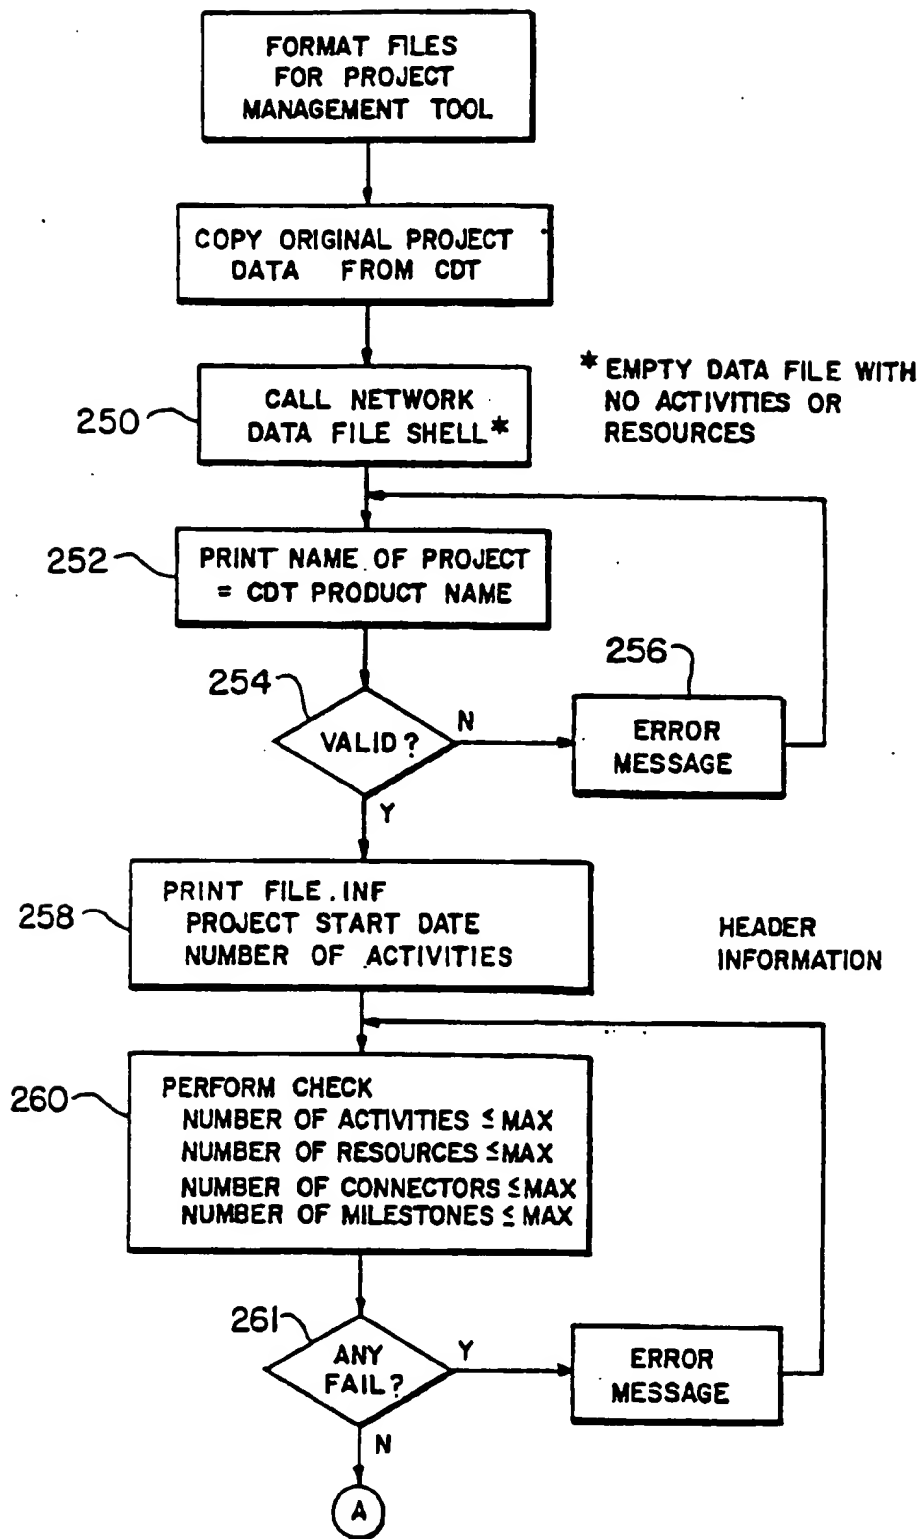 FORMAT FILES
FOR PROJECT
MANAGEMENT TOOL
COPY ORIGINAL PROJECT
DATA FROM CDT
250
CALL NETWORK
DATA FILE SHELL*
* EMPTY DATA FILE WITH
NO ACTIVITIES OR
RESOURCES
252
PRINT NAME OF PROJECT
= CDT PRODUCT NAME
254
VALID?
N
256
ERROR
MESSAGE
Y
258
PRINT FILE.INF
PROJECT START DATE
NUMBER OF ACTIVITIES
HEADER
INFORMATION
260
PERFORM CHECK
NUMBER OF ACTIVITIES ≤ MAX
NUMBER OF RESOURCES ≤ MAX
NUMBER OF CONNECTORS ≤ MAX
NUMBER OF MILESTONES ≤ MAX
261
ANY
FAIL?
Y
ERROR
MESSAGE
N
A